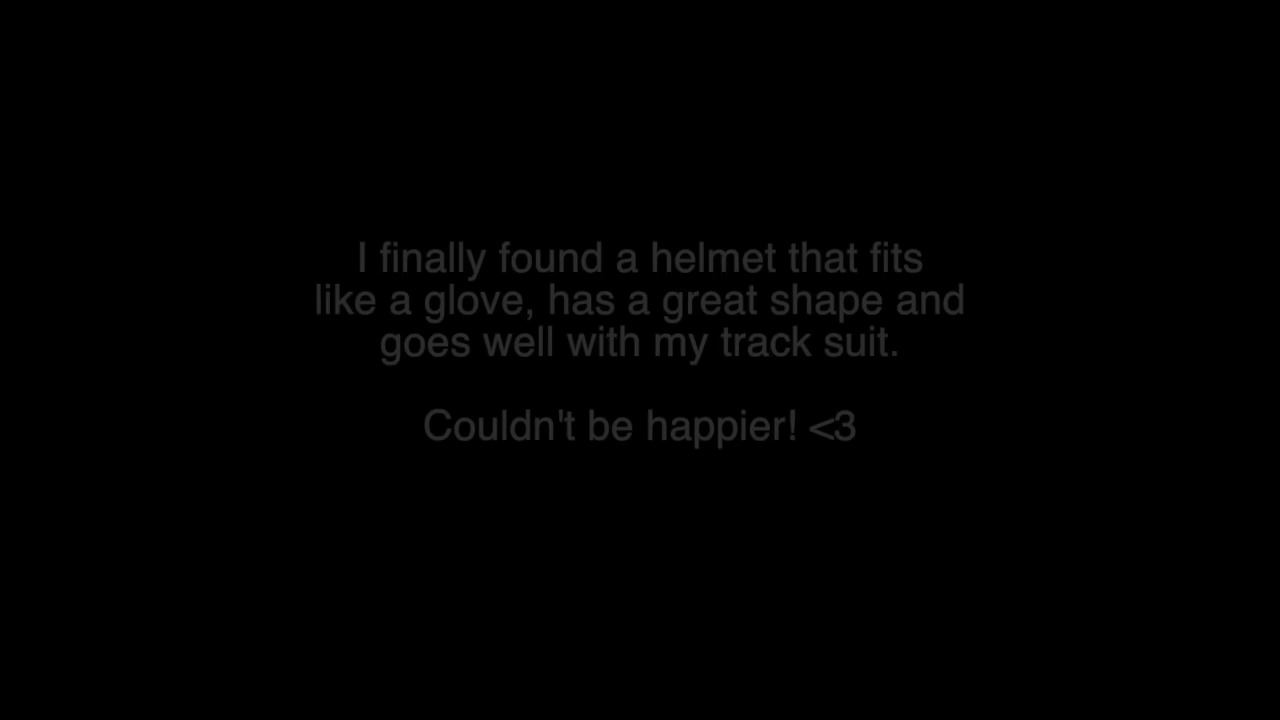 I finally found a helmet that fits
like a glove, has a great shape and
goes well with my track suit.
Couldn't be happier! <3